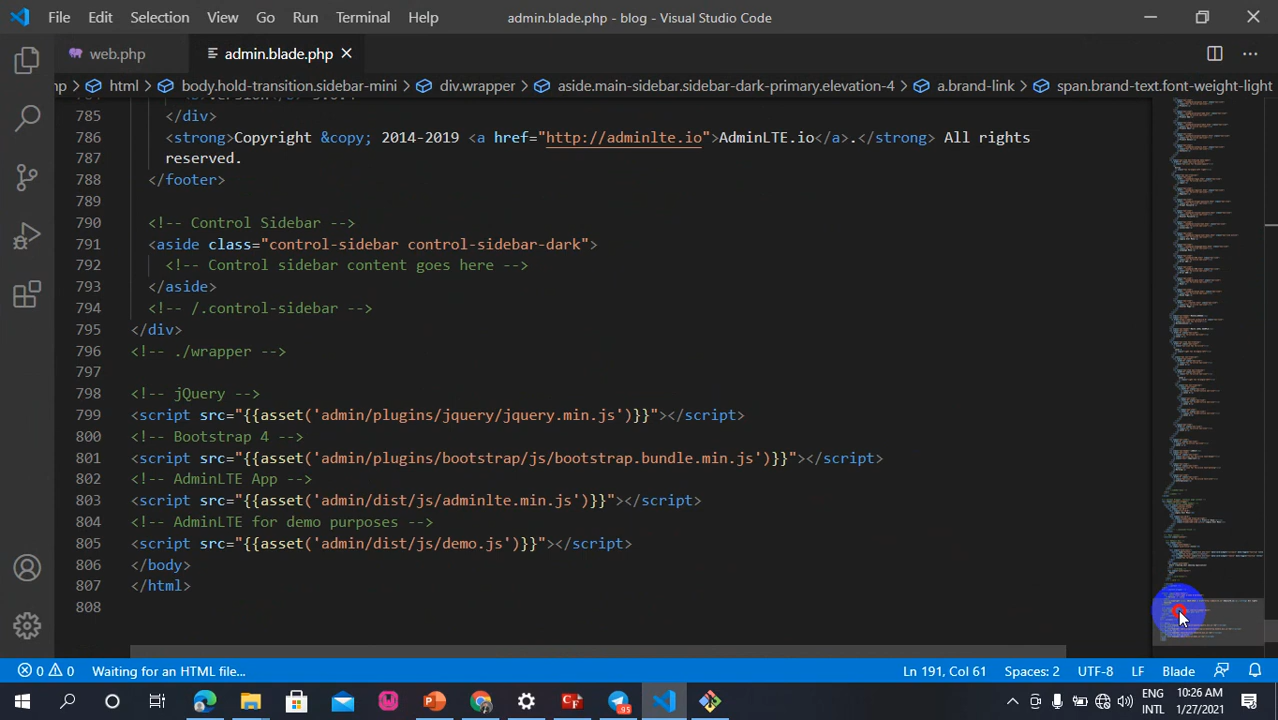 File Edit Selection View Go Run Terminal Help admin.blade.php - blog - Visual Studio Code
web.php admin.blade.php
hp html body.hold-transition.sidebar-mini div.wrapper aside.main-sidebar.sidebar-dark-primary.elevation-4 a.brand-link span.brand-text.font-weight-light
785 </div>
786 <strong>Copyright &copy; 2014-2019 <a href="http://adminlte.io">AdminLTE.io</a>.</strong> All rights
787 reserved.
788 </footer>
789
790 <!-- Control Sidebar -->
791 <aside class="control-sidebar control-sidebar-dark">
792 <!-- Control sidebar content goes here -->
793 </aside>
794 <!-- /.control-sidebar -->
795 </div>
796 <!-- ./wrapper -->
797
798 <!-- jQuery -->
799 <script src="{{asset('admin/plugins/jquery/jquery.min.js')}}"></script>
800 <!-- Bootstrap 4 -->
801 <script src="{{asset('admin/plugins/bootstrap/js/bootstrap.bundle.min.js')}}"></script>
802 <!-- AdminLTE App -->
803 <script src="{{asset('admin/dist/js/adminlte.min.js')}}"></script>
804 <!-- AdminLTE for demo purposes -->
805 <script src="{{asset('admin/dist/js/demo.js')}}"></script>
806 </body>
807 </html>
808
0 0 Waiting for an HTML file... Ln 191, Col 61 Spaces: 2 UTF-8 LF Blade
95 ENG INTL 10:26 AM 1/27/2021